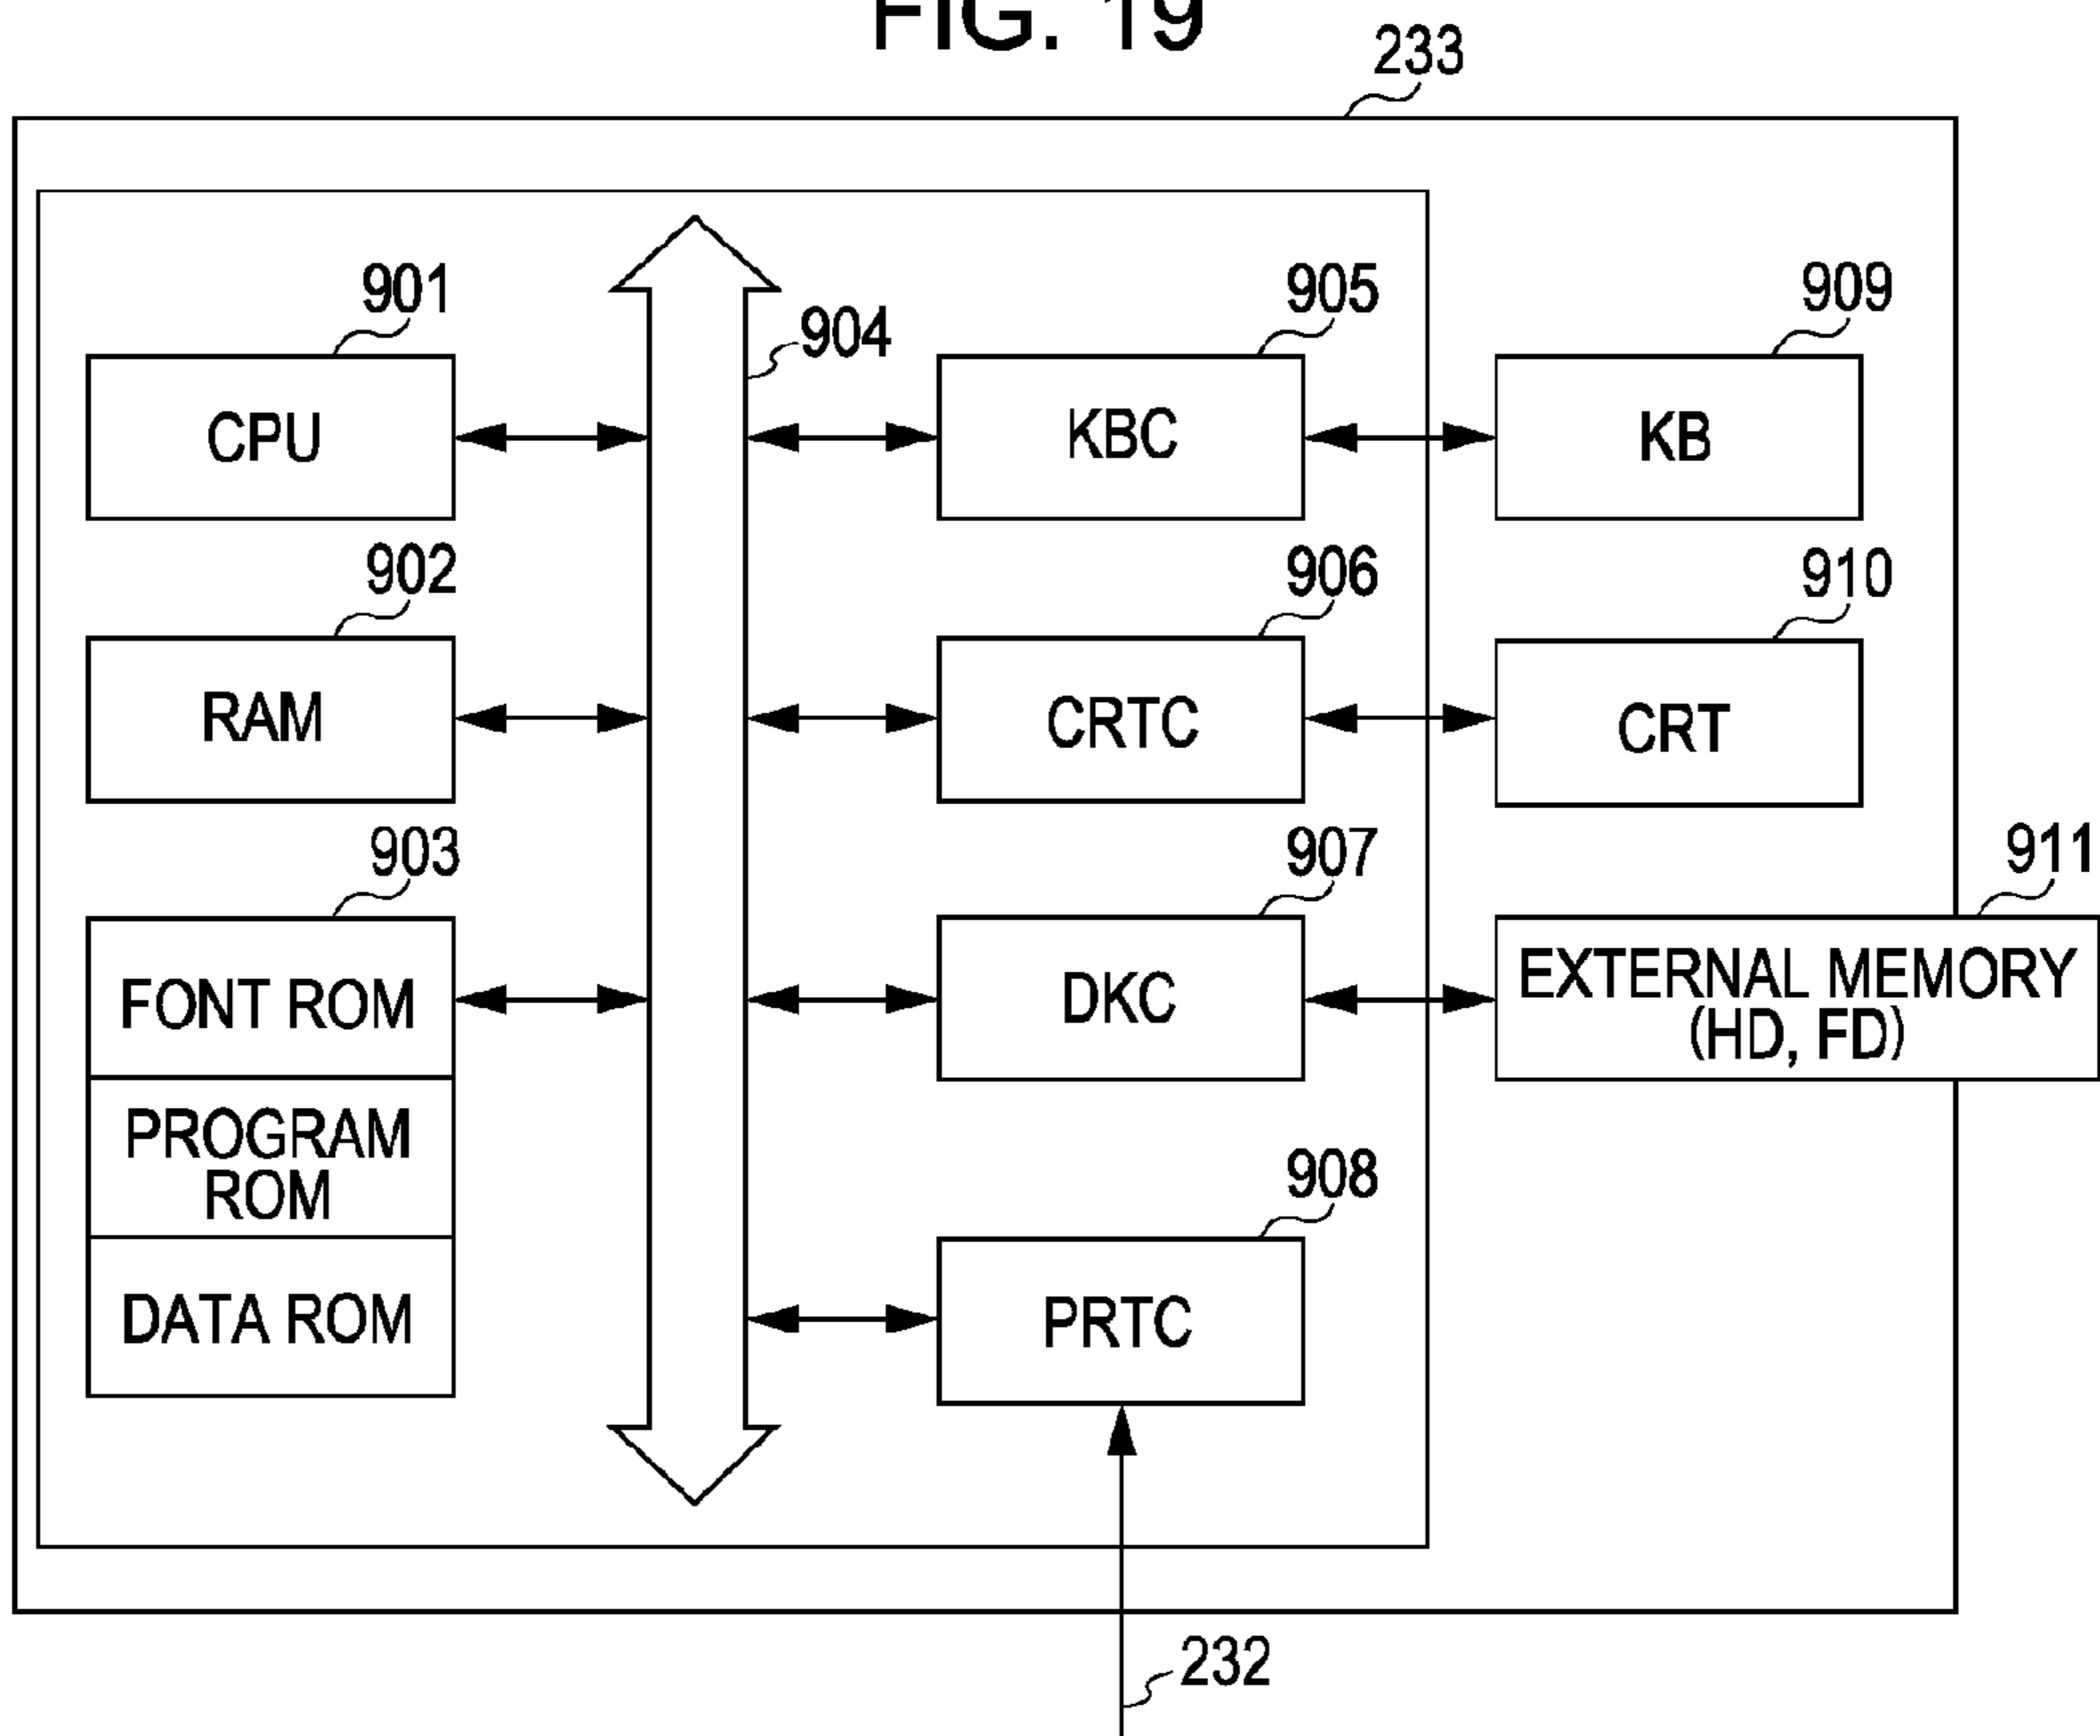 FIG. 19
233
901
904
905
909
CPU
KBC
KB
902
906
910
RAM
CRTC
CRT
903
907
911
FONT ROM
DKC
EXTERNAL MEMORY
(HD, FD)
PROGRAM
ROM
908
DATA ROM
PRTC
232